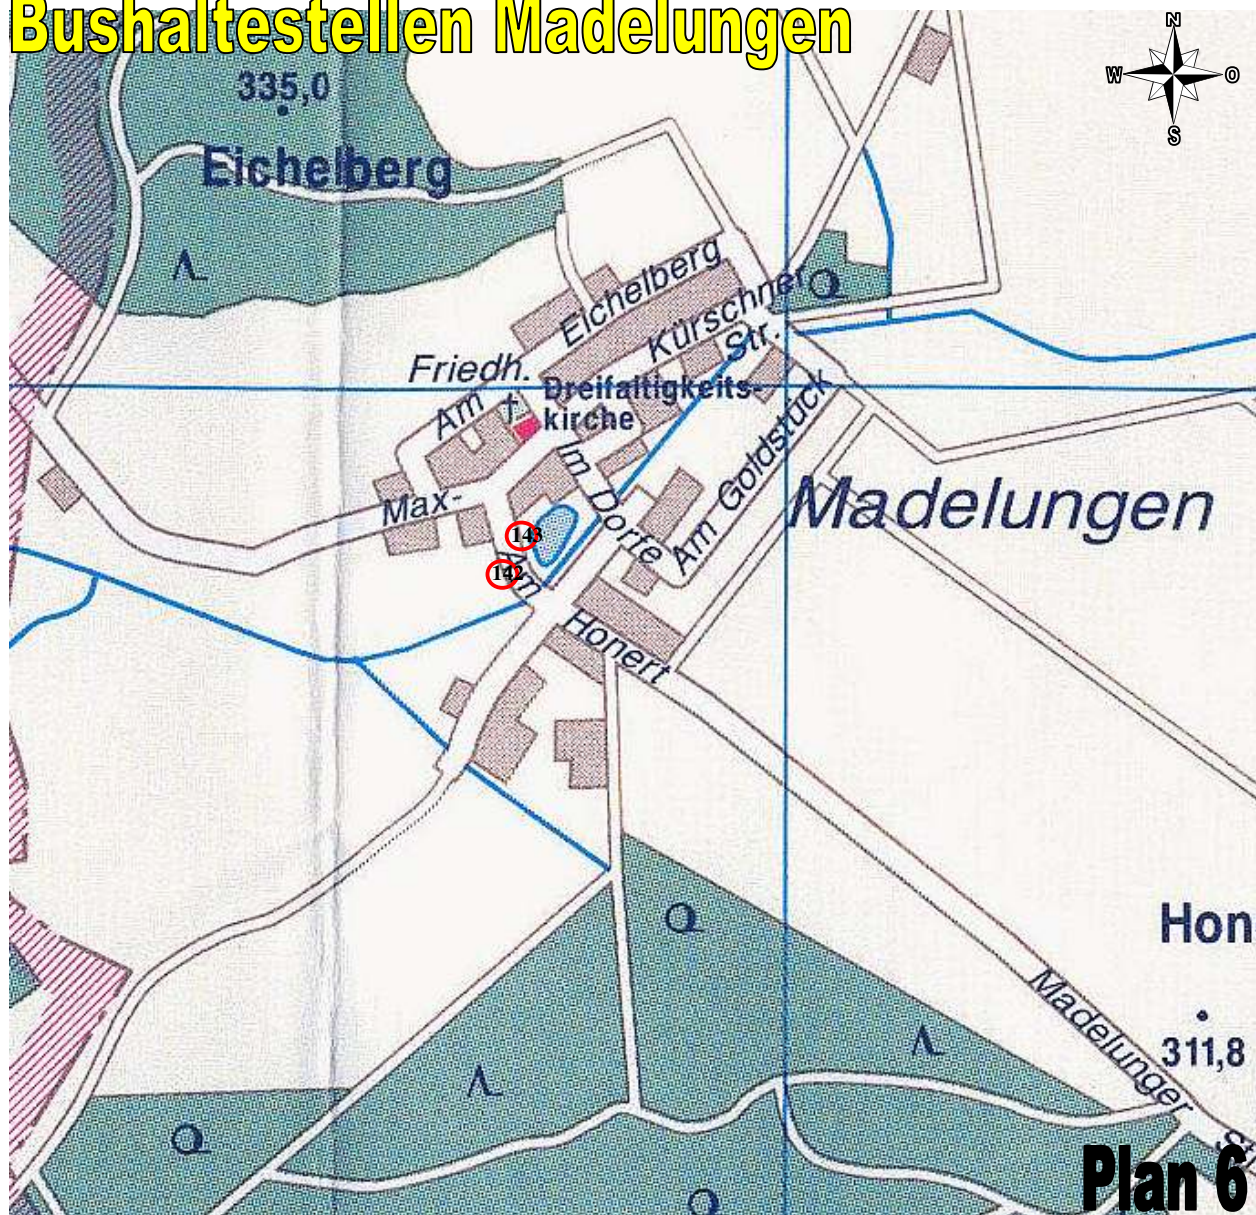 Bushaltestellen Madelungen
N
W O
S
335,0
Eichelberg
Eichelberg
Kürschner
Str.
Friedh.
Am
Dreifaltigkeits-
kirche
Im Dorfe
Am Goldstück
Madelungen
Max-
143
142
Am
Honert
Hon
Madelunger
311,8
Plan 6